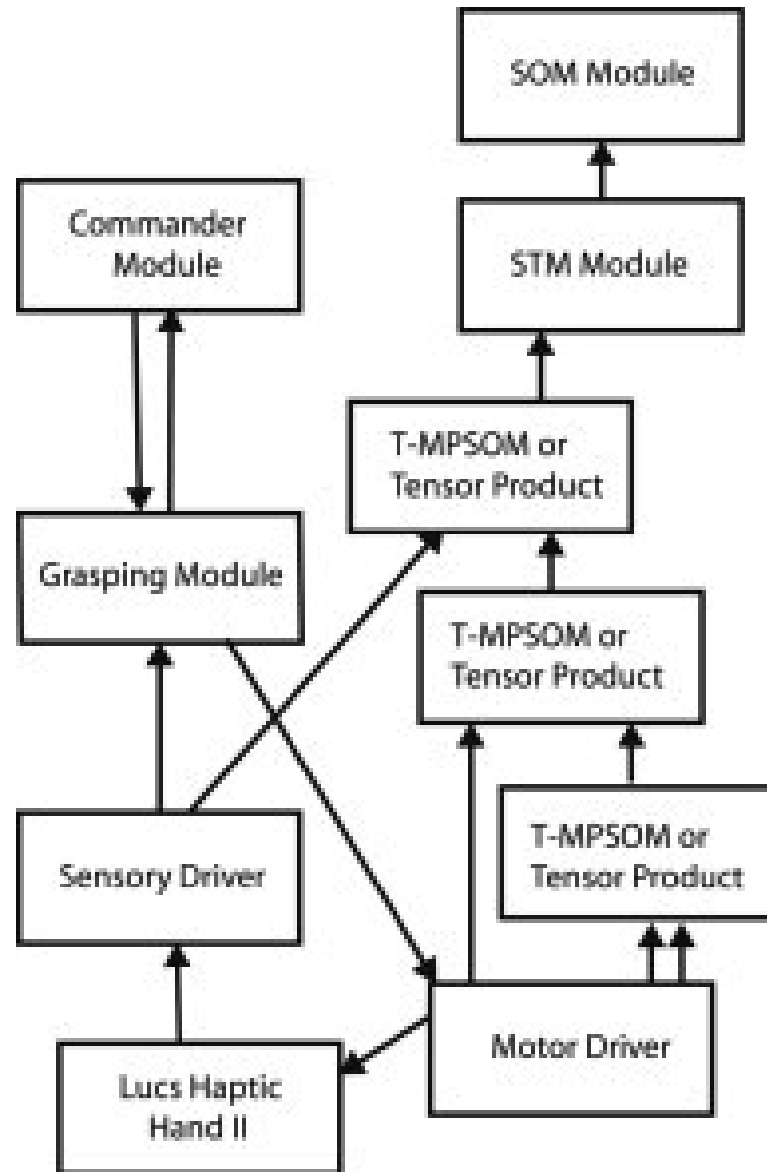 SOM Module
Commander
Module
STM Module
T-MPSOM or
Tensor Product
Grasping Module
T-MPSOM or
Tensor Product
T-MPSOM or
Tensor Product
Sensory Driver
Motor Driver
Lucs Haptic
Hand II